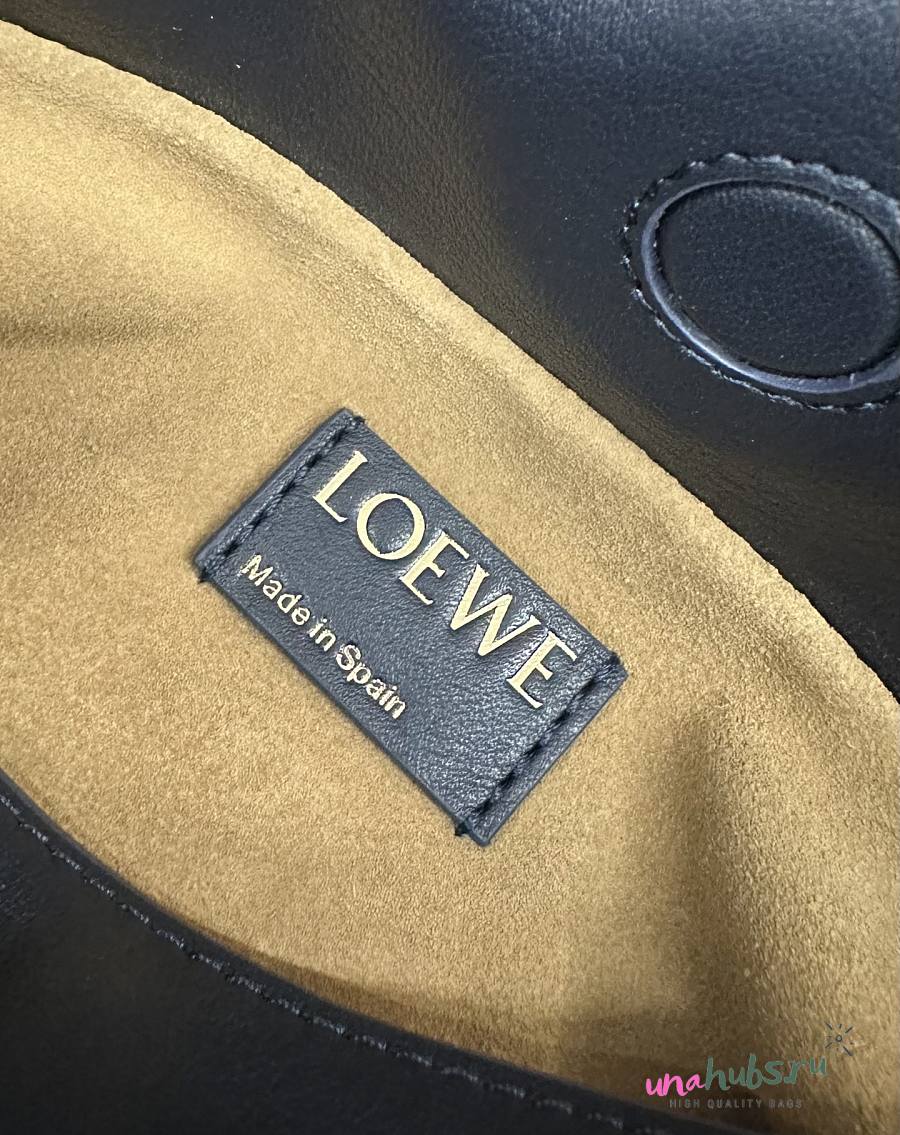 LOEWE
Made in Spain
unahubs.ru
HIGH QUALITY BAGS